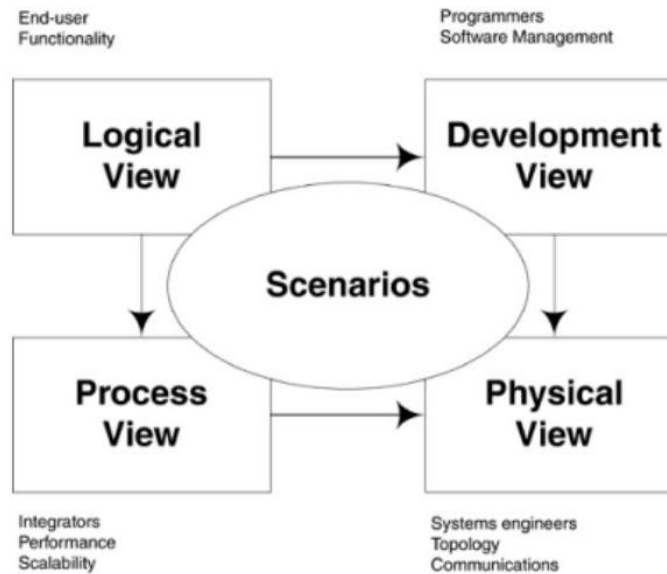 End-user
Functionality
Programmers
Software Management
Logical
View
Development
View
Scenarios
Process
View
Physical
View
Integrators
Performance
Scalability
Systems engineers
Topology
Communications